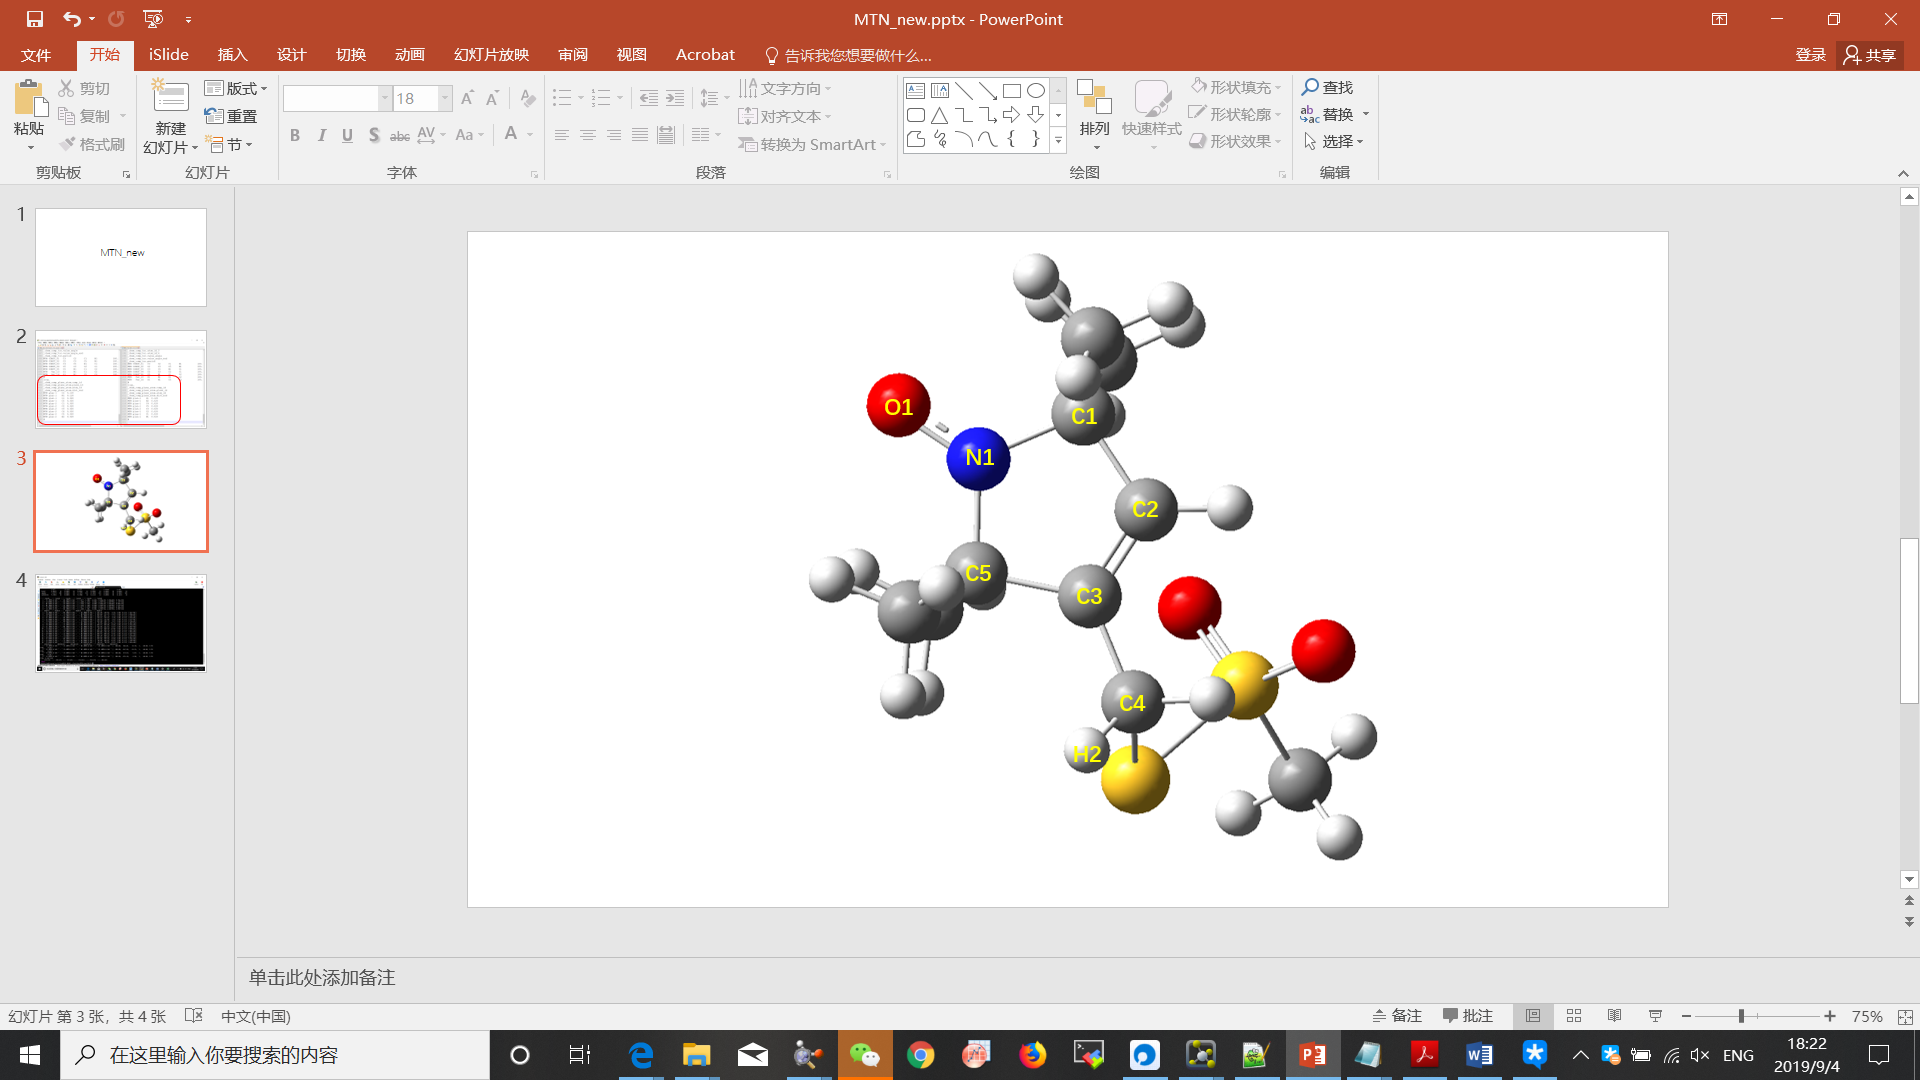 MTN_new.pptx - PowerPoint
文件 开始 iSlide 插入 设计 切换 动画 幻灯片放映 审阅 视图 Acrobat 告诉我您想要做什么... 登录 共享
粘贴
剪切
复制
格式刷
剪贴板
新建
幻灯片
版式
重置
节
幻灯片
18
B I U S abc AV Aa A
字体
文字方向
对齐文本
转换为 SmartArt
段落
排列
快速样式
形状填充
形状轮廓
形状效果
绘图
查找
替换
选择
编辑
1
MTN_new
2
3
4
O1
C1
N1
C2
C5
C3
C4
H2
单击此处添加备注
幻灯片 第 3 张，共 4 张 中文(中国) 备注 批注 75%
在这里输入你要搜索的内容
ENG
18:22
2019/9/4